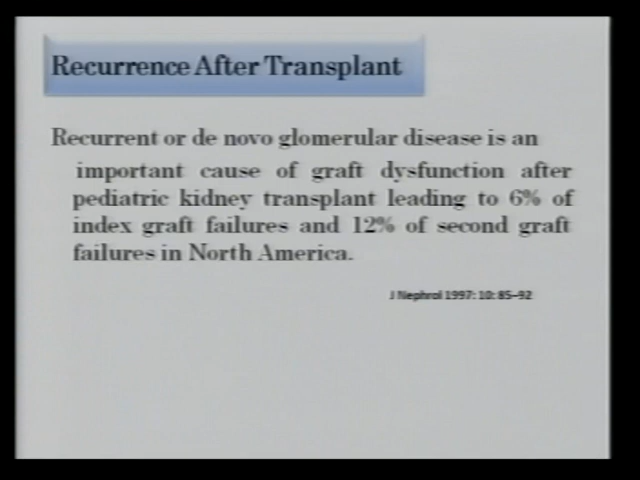 Recurrence After Transplant
Recurrent or de novo glomerular disease is an
important cause of graft dysfunction after
pediatric kidney transplant leading to 6% of
index graft failures and 12% of second graft
failures in North America.
J Nephrol 1997: 10: 85–92